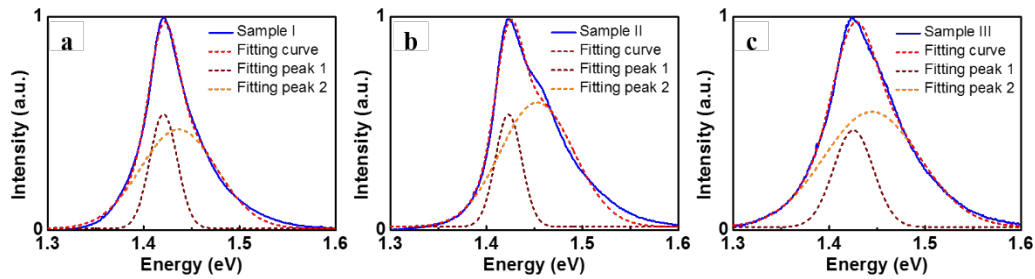 a
1
0
Intensity (a.u.)
Sample I
Fitting curve
Fitting peak 1
Fitting peak 2
1.3
1.4
1.5
1.6
Energy (eV)
b
1
0
Intensity (a.u.)
Sample II
Fitting curve
Fitting peak 1
Fitting peak 2
1.3
1.4
1.5
1.6
Energy (eV)
c
1
0
Intensity (a.u.)
Sample III
Fitting curve
Fitting peak 1
Fitting peak 2
1.3
1.4
1.5
1.6
Energy (eV)